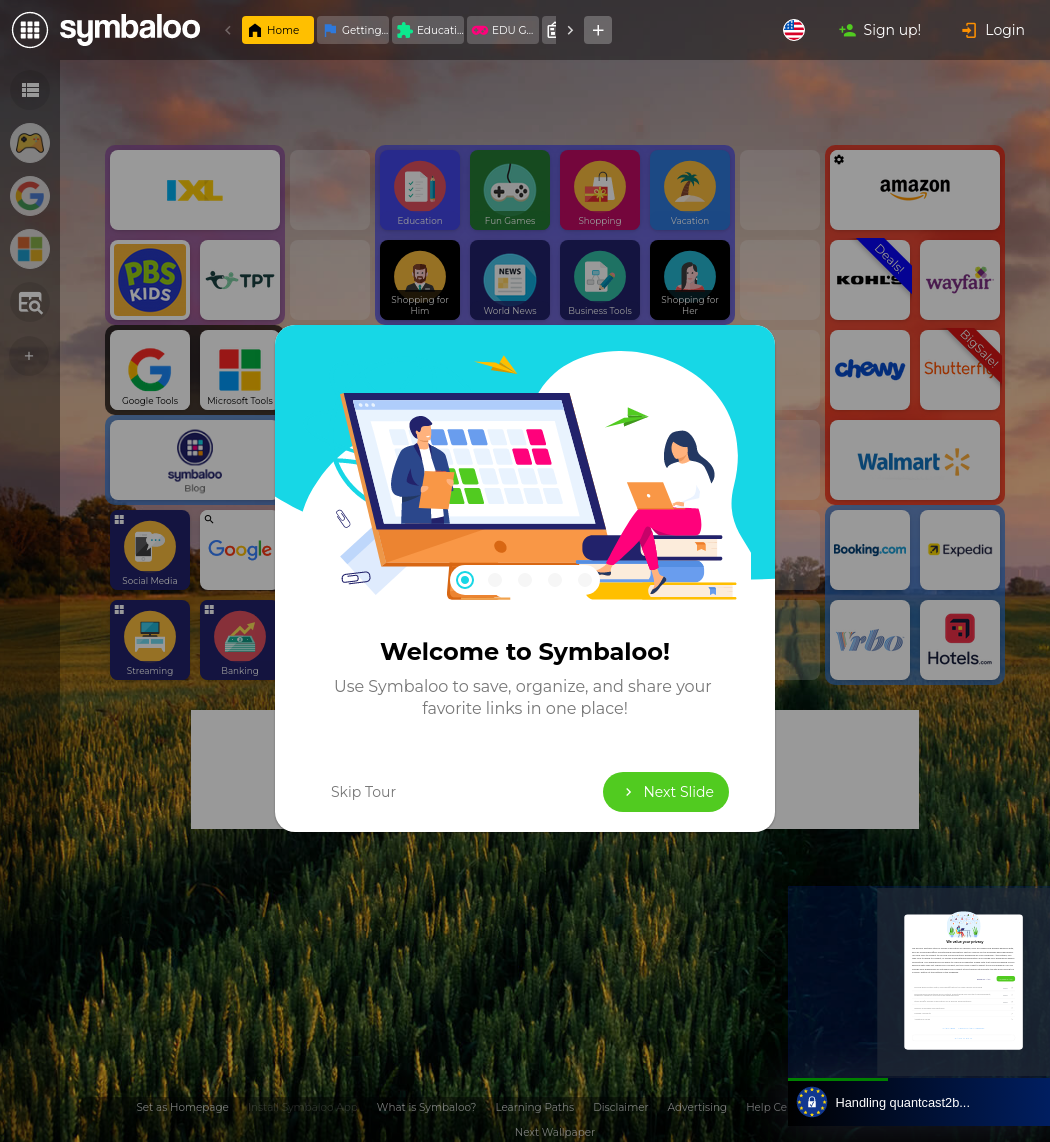 symbaloo
Home
Getting...
Educati...
EDU G...
Sign up!
Login
IXL
Education
Fun Games
Shopping
Vacation
amazon
PBS
KIDS
TPT
Shopping for
Him
NEWS
World News
Business Tools
Shopping for
Her
KOHL'S
Deals!
wayfair
Google Tools
Microsoft Tools
chewy
Shutterfly
BigSale!
symbaloo
Blog
Walmart
Social Media
Google
Booking.com
Expedia
Streaming
Banking
Vrbo
Hotels.com
Welcome to Symbaloo!
Use Symbaloo to save, organize, and share your
favorite links in one place!
Skip Tour
Next Slide
We value your privacy
Handling quantcast2b...
Set as Homepage
Install Symbaloo App
What is Symbaloo?
Learning Paths
Disclaimer
Advertising
Help Ce
Next Wallpaper